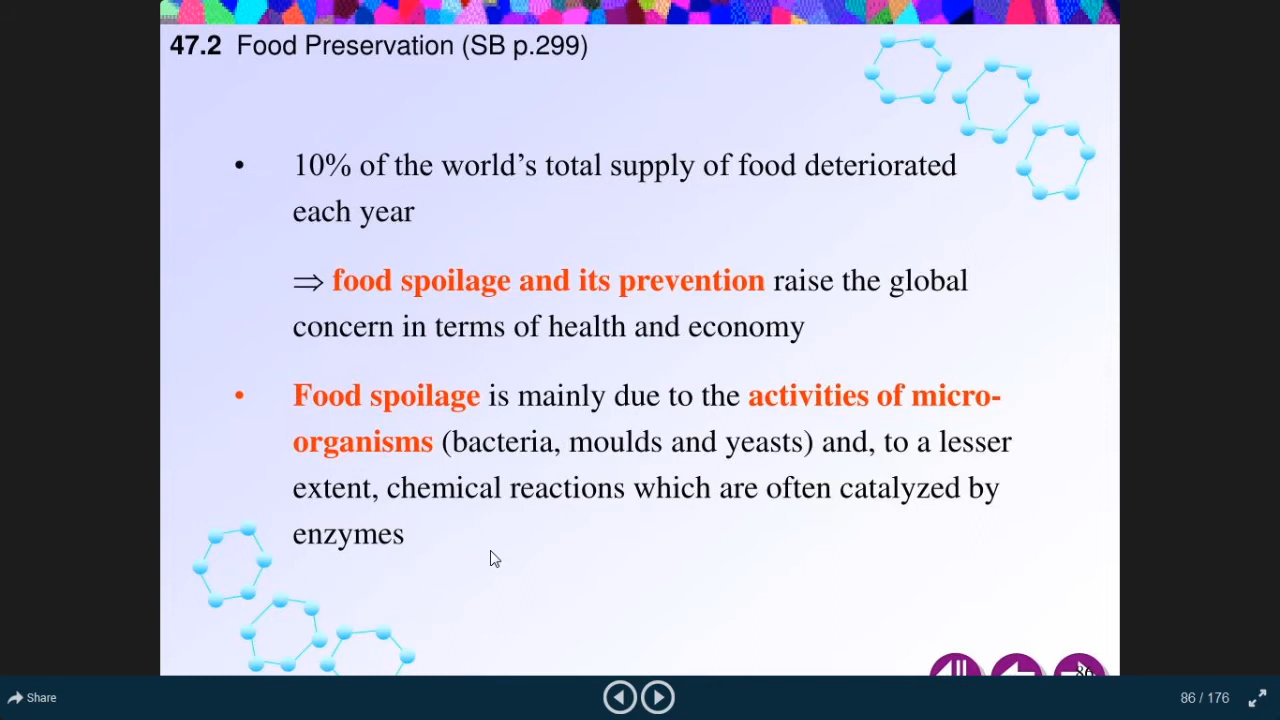 47.2 Food Preservation (SB p.299)
• 10% of the world’s total supply of food deteriorated
each year
⇒ food spoilage and its prevention raise the global
concern in terms of health and economy
• Food spoilage is mainly due to the activities of micro-
organisms (bacteria, moulds and yeasts) and, to a lesser
extent, chemical reactions which are often catalyzed by
enzymes
86
Share
86 / 176